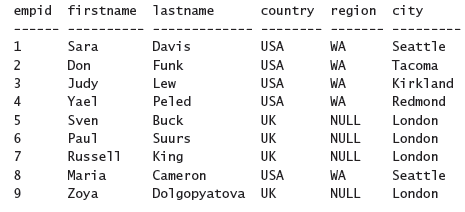 empid  firstname  lastname      country  region  city
------ ---------- ------------- -------- ------- ---------
1      Sara       Davis         USA      WA      Seattle
2      Don        Funk          USA      WA      Tacoma
3      Judy       Lew           USA      WA      Kirkland
4      Yael       Peled         USA      WA      Redmond
5      Sven       Buck          UK       NULL    London
6      Paul       Suurs         UK       NULL    London
7      Russell    King          UK       NULL    London
8      Maria      Cameron       USA      WA      Seattle
9      Zoya       Dolgopyatova  UK       NULL    London